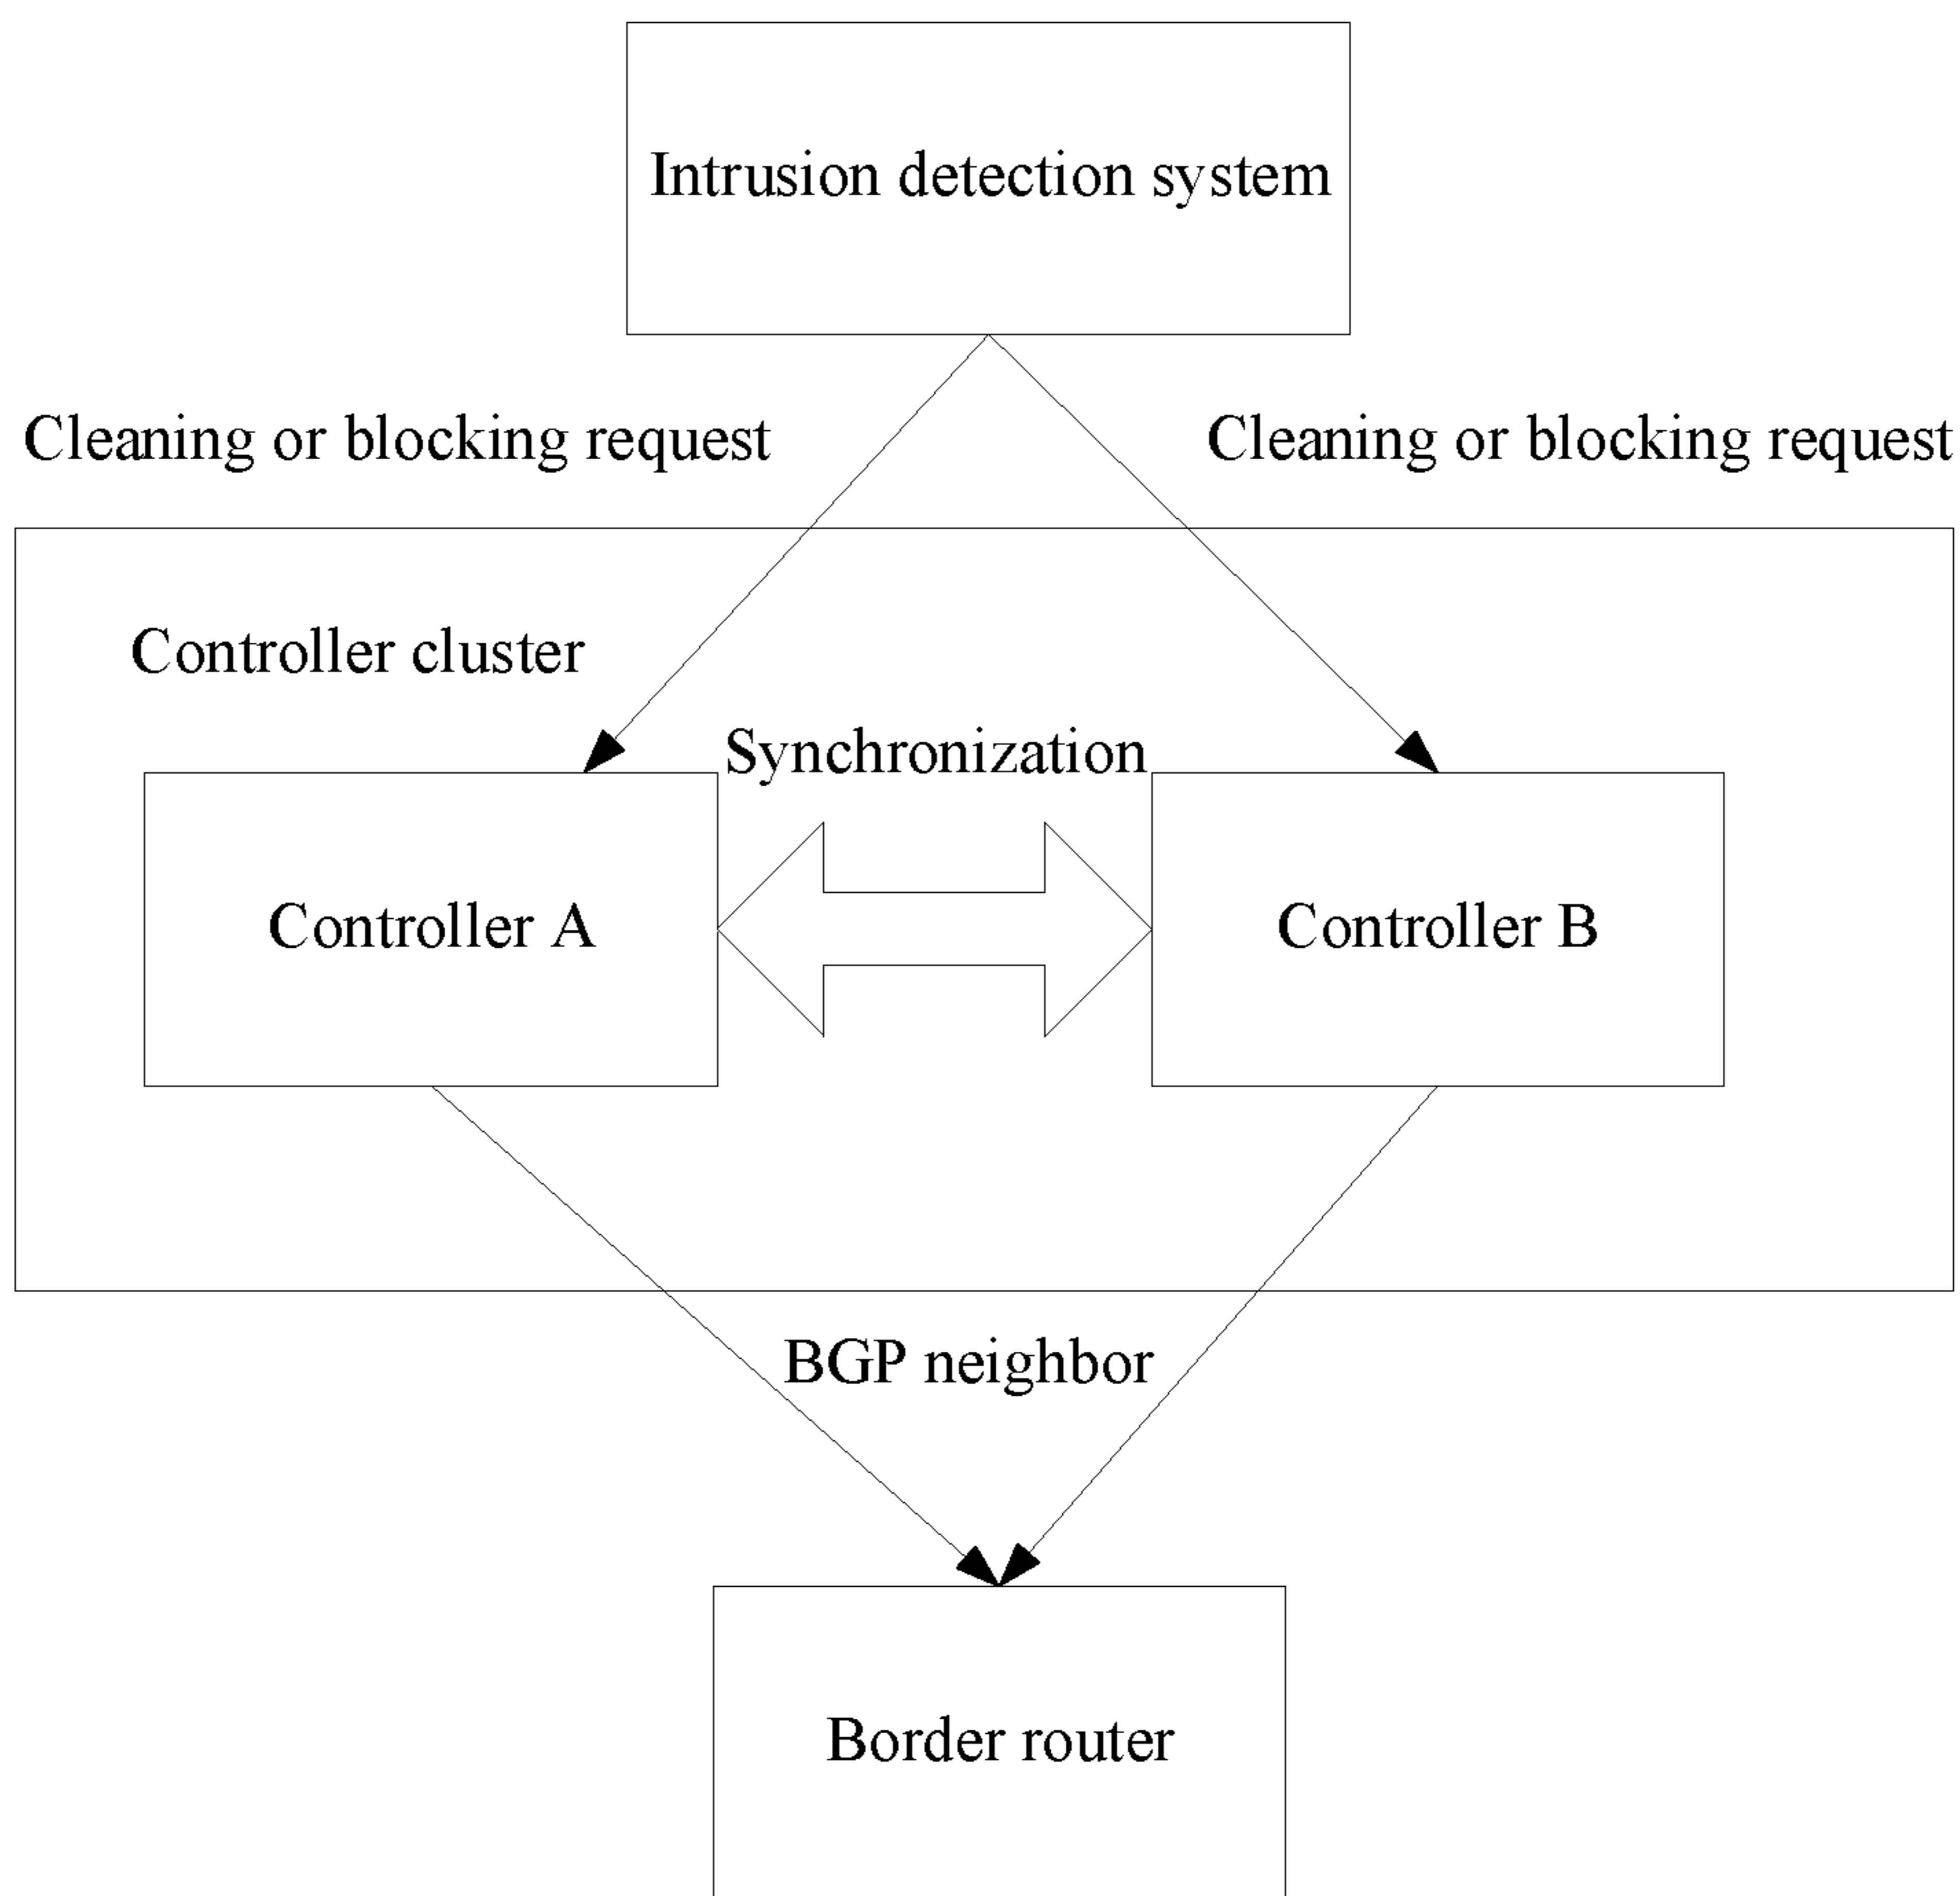 Intrusion detection system
Cleaning or blocking request
Cleaning or blocking request
Controller cluster
Synchronization
Controller A
Controller B
BGP neighbor
Border router